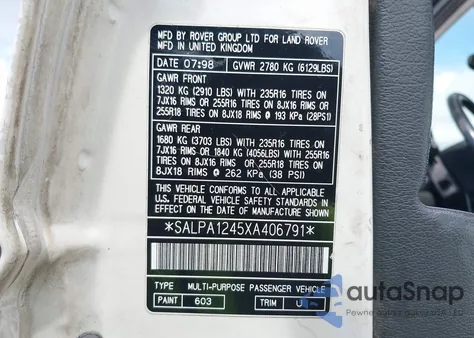 MFD BY ROVER GROUP LTD FOR LAND ROVER
IN UNITED KINGDOM
DATE 07:98 GVWR 2780 KG (6129LBS)
GAWR FRONT
1320 KG (2910 LBS) WITH 235R16 TIRES ON
7JX16 RIMS OR 255R16 TIRES ON 8JX16 RIMS OR
255R18 TIRES ON 8JX18 RIMS @ 193 KPa (28PSI)
GAWR REAR
1680 KG (3703 LBS) WITH 235R16 TIRES ON
7JX16 RIMS OR 1840 KG (4056LBS) WITH 255R16
TIRES ON 8JX16 RIMS OR 255R18 TIRES ON
8JX18 RIMS @ 262 KPa (38 PSI)
THIS VEHICLE CONFORMS TO ALL APPLICABLE
U.S. FEDERAL VEHICLE SAFETY STANDARDS IN
EFFECT ON THE DATE OF MANUFACTURE SHOWN
*SALPA1245XA406791*
TYPE MULTI-PURPOSE PASSENGER VEHICLE
PAINT 603 TRIM
autoSnap